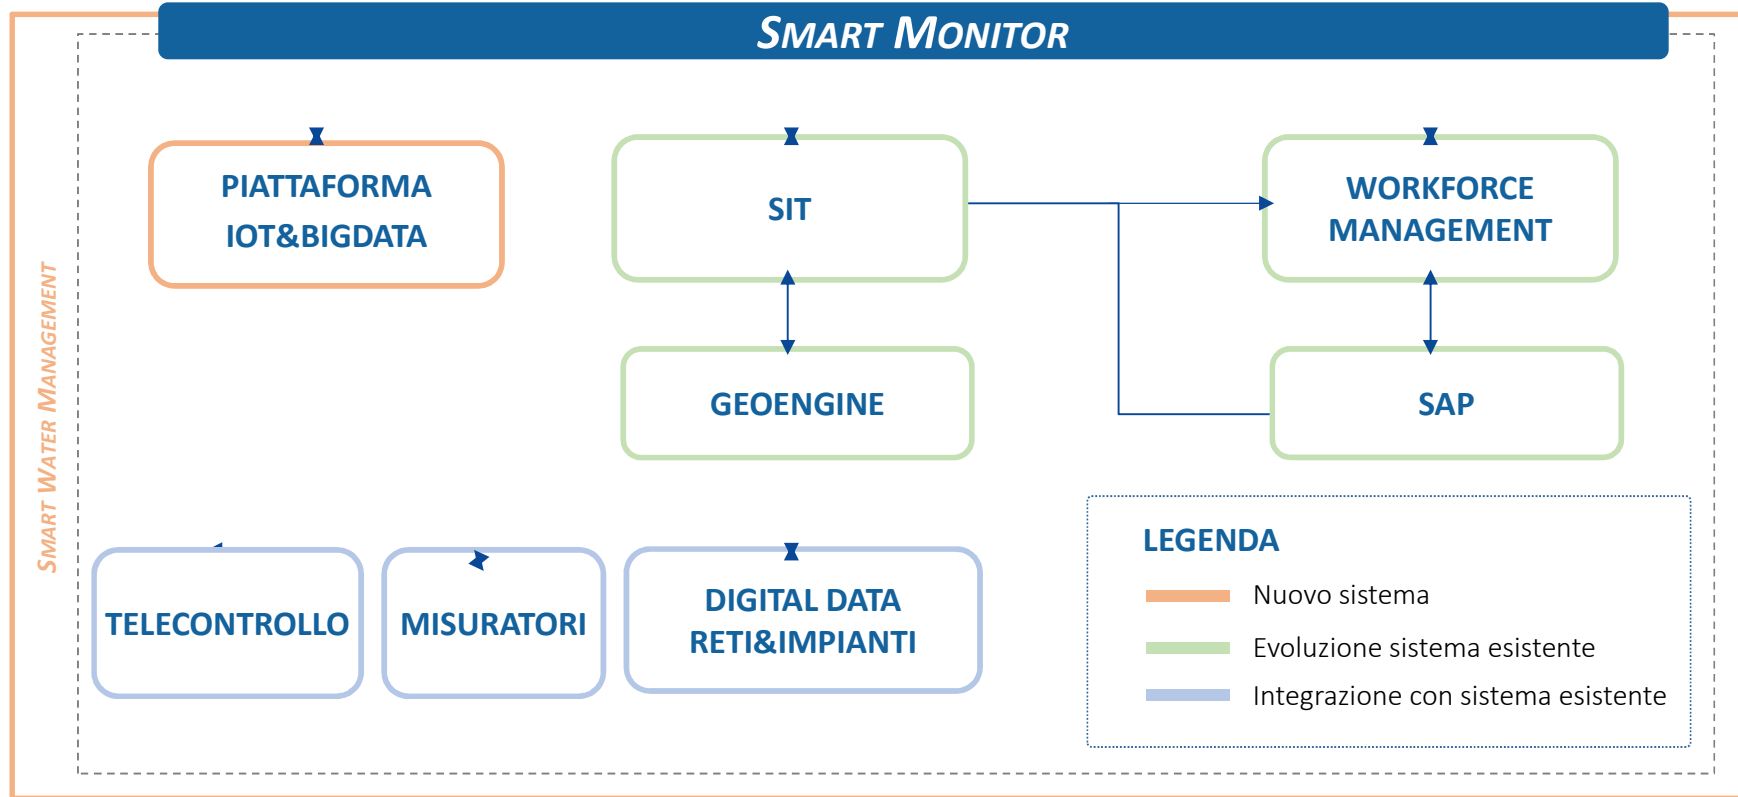 SMART MONITOR
PIATTAFORMA
IOT&BIGDATA
SIT
WORKFORCE
MANAGEMENT
GEOENGINE
SAP
SMART WATER MANAGEMENT
TELECONTROLLO
MISURATORI
DIGITAL DATA
RETI&IMPIANTI
LEGENDA
Nuovo sistema
Evoluzione sistema esistente
Integrazione con sistema esistente